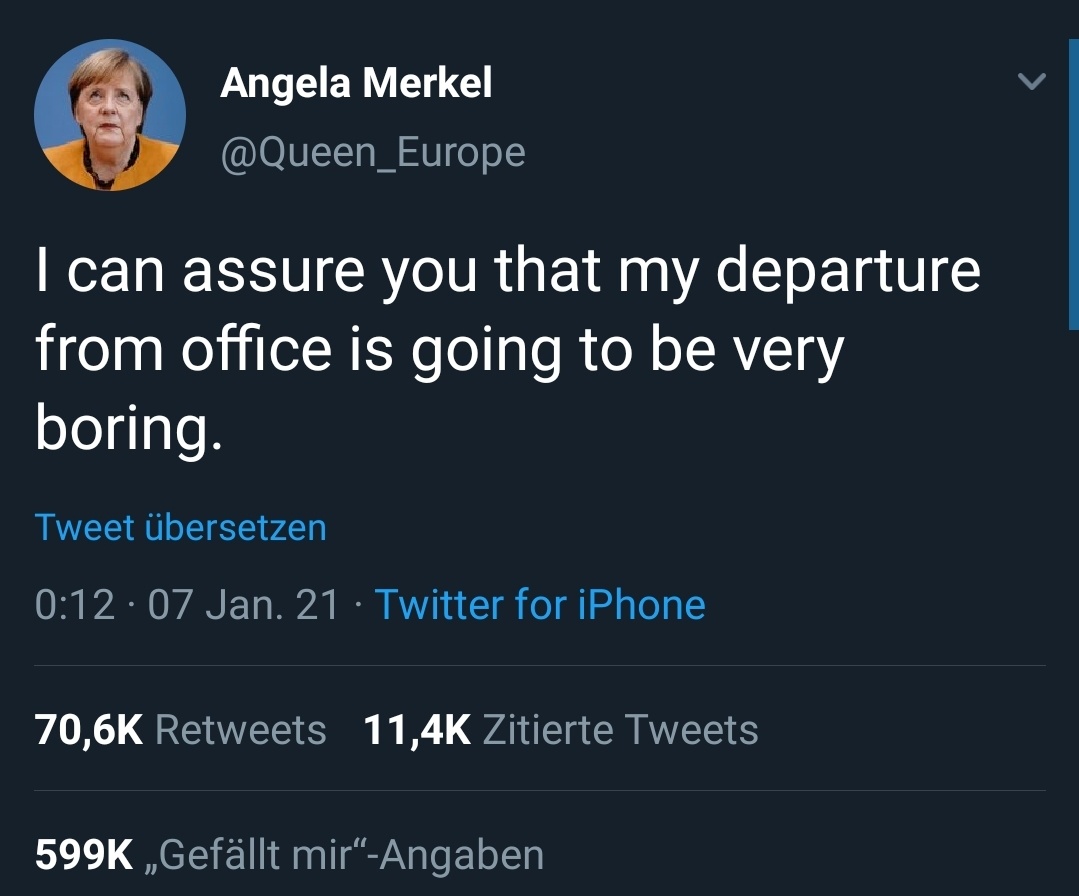 Angela Merkel
@Queen_Europe
I can assure you that my departure
from office is going to be very
boring.
Tweet übersetzen
0:12 · 07 Jan. 21 · Twitter for iPhone
70,6K Retweets 11,4K Zitierte Tweets
599K „Gefällt mir“-Angaben